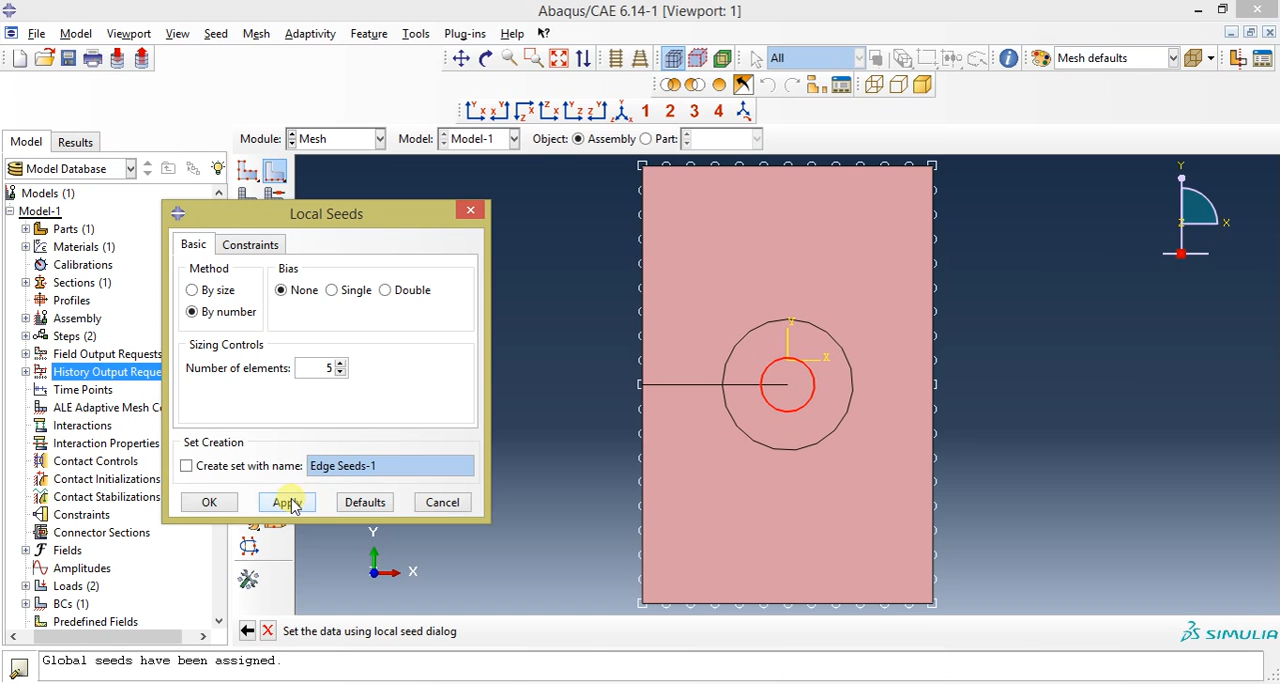 Abaqus/CAE 6.14-1 [Viewport: 1]
File Model Viewport View Seed Mesh Adaptivity Feature Tools Plug-ins Help
All
Mesh defaults
1 2 3 4
Model Results
Module: Mesh Model: Model-1 Object: Assembly Part:
Model Database
Models (1)
Model-1
Parts (1)
Materials (1)
Calibrations
Sections (1)
Profiles
Assembly
Steps (2)
Field Output Requests
History Output Reque
Time Points
ALE Adaptive Mesh C
Interactions
Interaction Properties
Contact Controls
Contact Initializations
Contact Stabilizations
Constraints
Connector Sections
Fields
Amplitudes
Loads (2)
BCs (1)
Predefined Fields
Local Seeds
Basic Constraints
Method
By size
By number
Bias
None Single Double
Sizing Controls
Number of elements: 5
Set Creation
Create set with name: Edge Seeds-1
OK Apply Defaults Cancel
Y
X
Y
X
Y
Z
X
Set the data using local seed dialog
SIMULIA
Global seeds have been assigned.